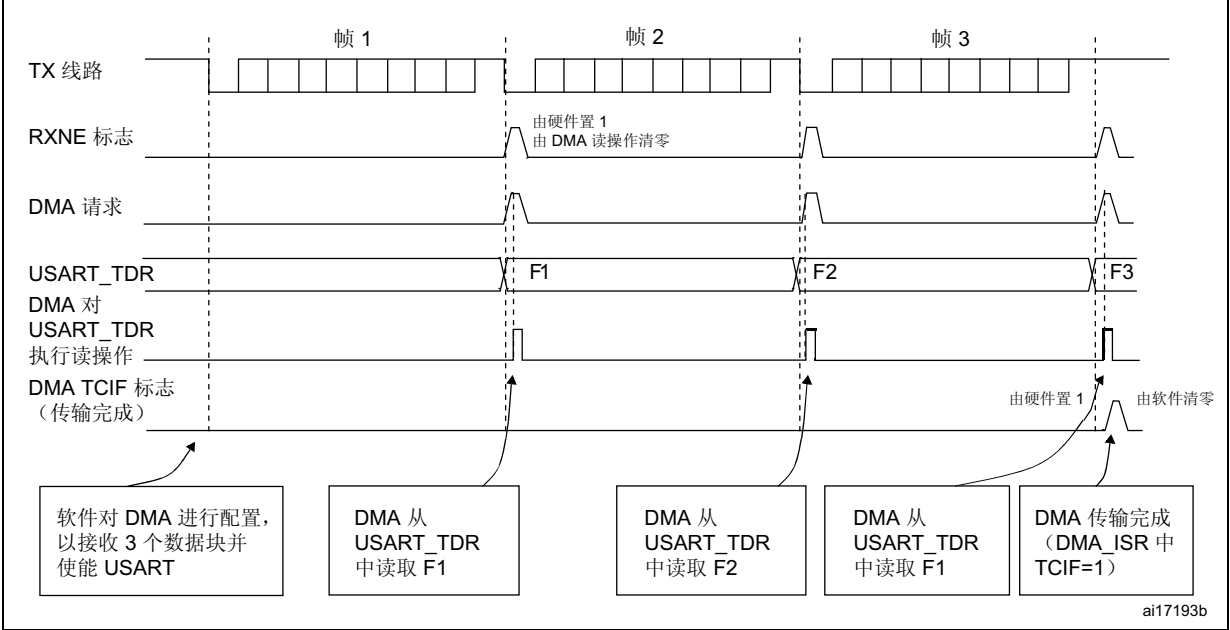 帧 1
帧 2
帧 3
TX 线路
RXNE 标志
由硬件置 1
由 DMA 读操作清零
DMA 请求
USART_TDR
F1
F2
F3
DMA 对
USART_TDR
执行读操作
DMA TCIF 标志
（传输完成）
由硬件置 1
由软件清零
软件对 DMA 进行配置，
以接收 3 个数据块并
使能 USART
DMA 从
USART_TDR
中读取 F1
DMA 从
USART_TDR
中读取 F2
DMA 从
USART_TDR
中读取 F1
DMA 传输完成
（DMA_ISR 中
TCIF=1）
ai17193b